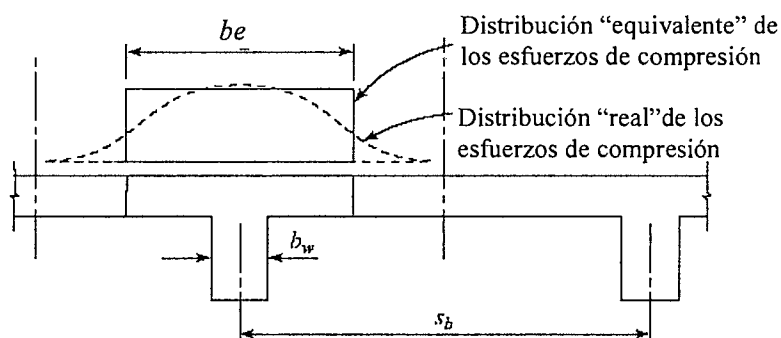 be
Distribución “equivalente” de
los esfuerzos de compresión
Distribución “real”de los
esfuerzos de compresión
b_w
s_b